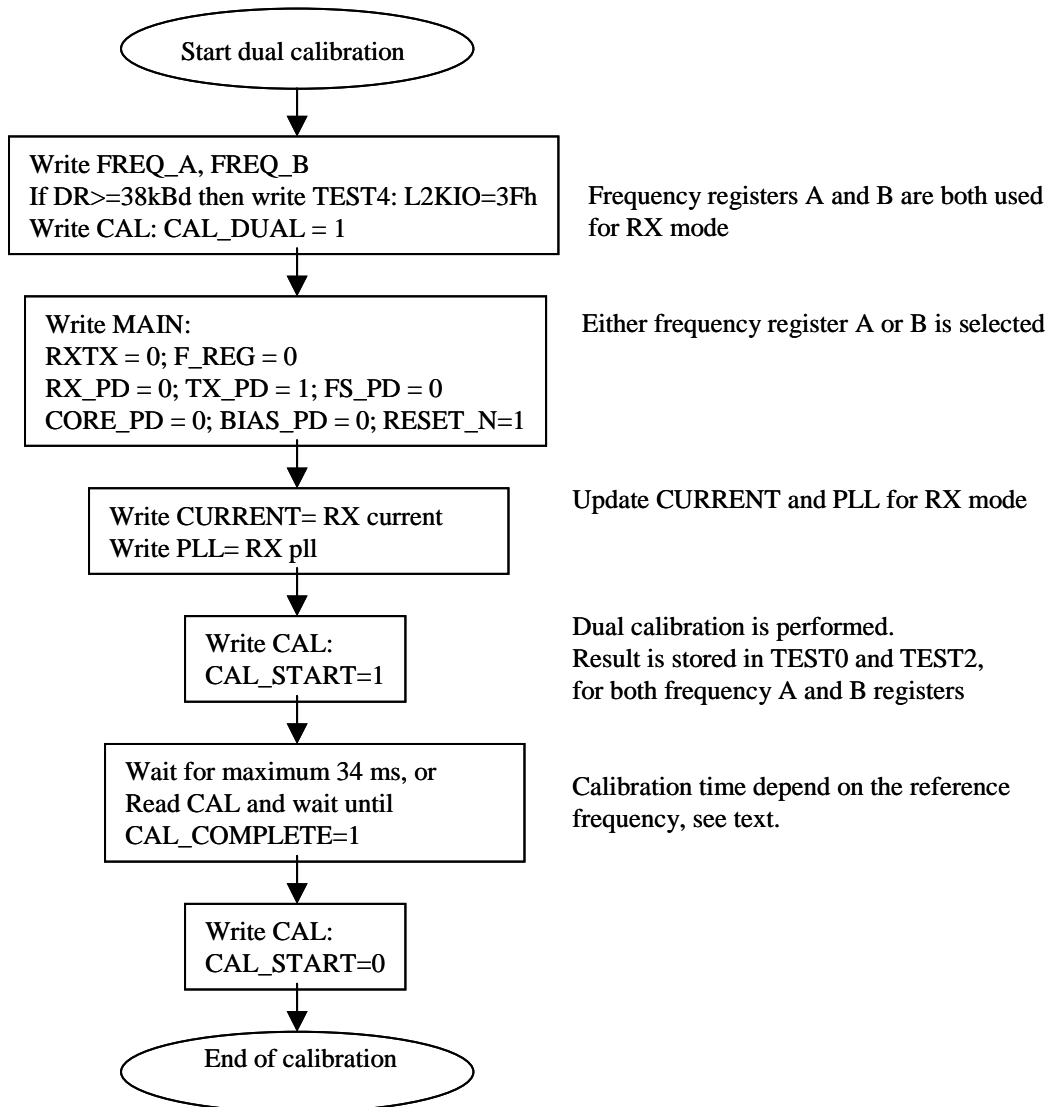 Start dual calibration
Write FREQ_A, FREQ_B
If DR>=38kBd then write TEST4: L2KIO=3Fh
Write CAL: CAL_DUAL = 1
Frequency registers A and B are both used
for RX mode
Write MAIN:
RXTX = 0; F_REG = 0
RX_PD = 0; TX_PD = 1; FS_PD = 0
CORE_PD = 0; BIAS_PD = 0; RESET_N=1
Either frequency register A or B is selected
Write CURRENT= RX current
Write PLL= RX pll
Update CURRENT and PLL for RX mode
Write CAL:
CAL_START=1
Dual calibration is performed.
Result is stored in TEST0 and TEST2,
for both frequency A and B registers
Wait for maximum 34 ms, or
Read CAL and wait until
CAL_COMPLETE=1
Calibration time depend on the reference
frequency, see text.
Write CAL:
CAL_START=0
End of calibration